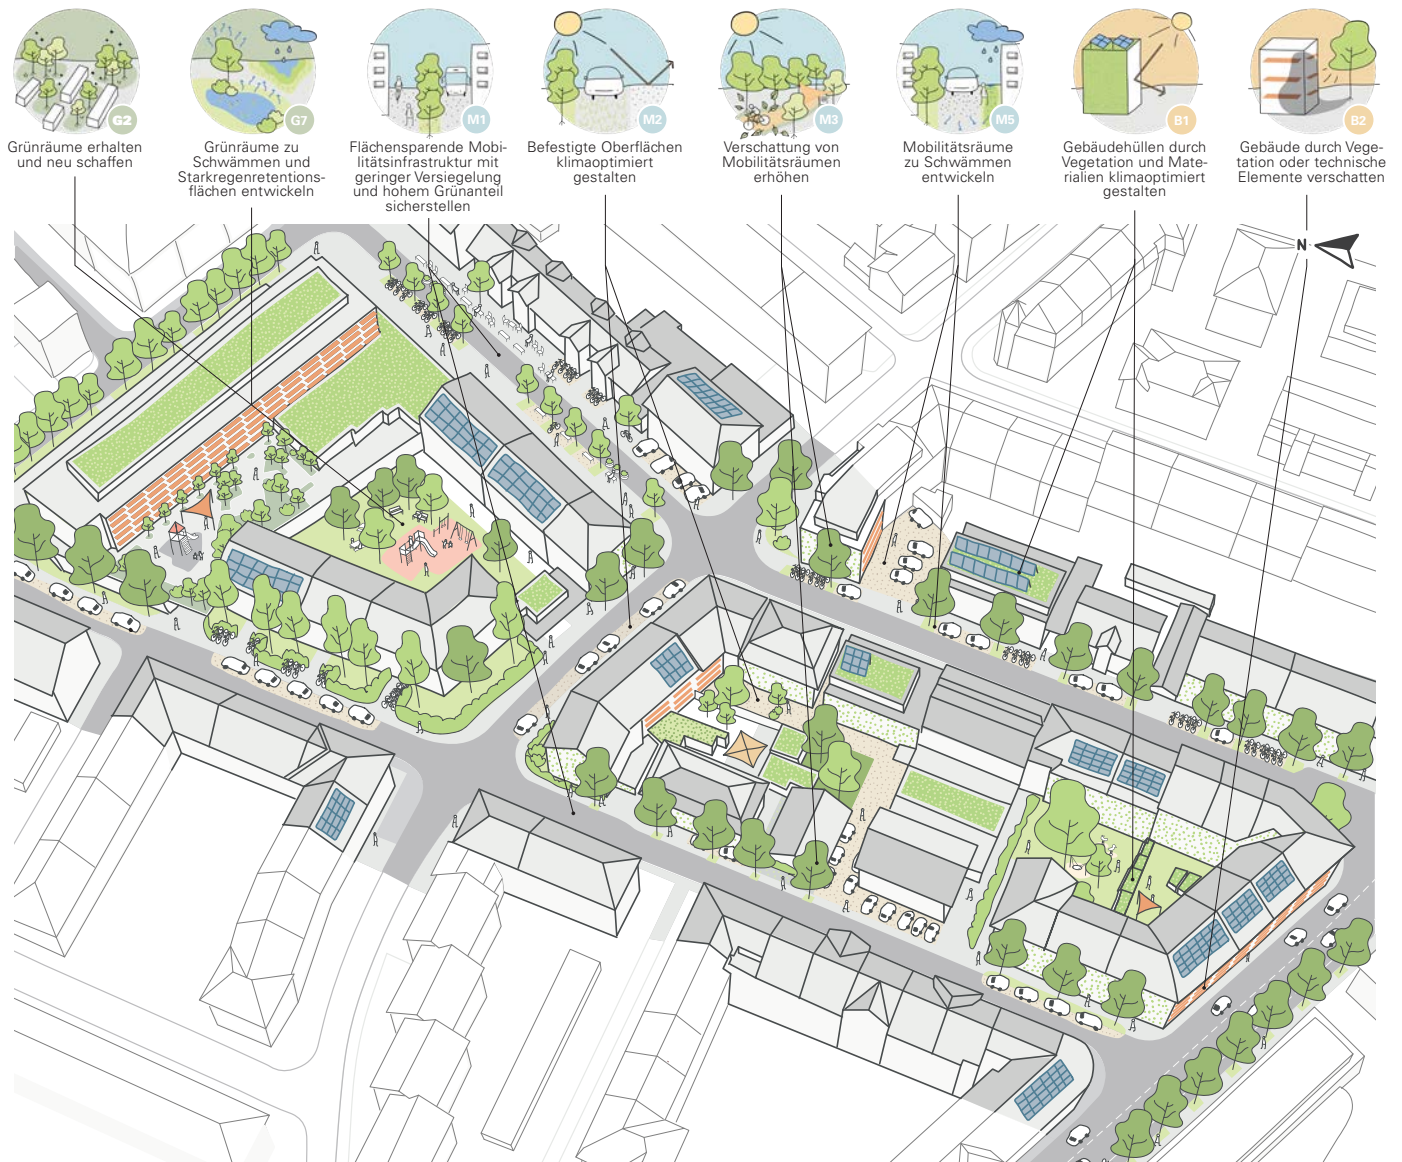 G2
Grünräume erhalten
und neu schaffen
G7
Grünräume zu
Schwämmen und
Starkregenretentions-
flächen entwickeln
M1
Flächensparende Mobi-
litätsinfrastruktur mit
geringer Versiegelung
und hohem Grünanteil
sicherstellen
M2
Befestigte Oberflächen
klimaoptimiert
gestalten
M3
Verschattung von
Mobilitätsräumen
erhöhen
M5
Mobilitätsräume
zu Schwämmen
entwickeln
B1
Gebäudehüllen durch
Vegetation und Mate-
rialien klimaoptimiert
gestalten
B2
Gebäude durch Vege-
tation oder technische
Elemente verschatten
N